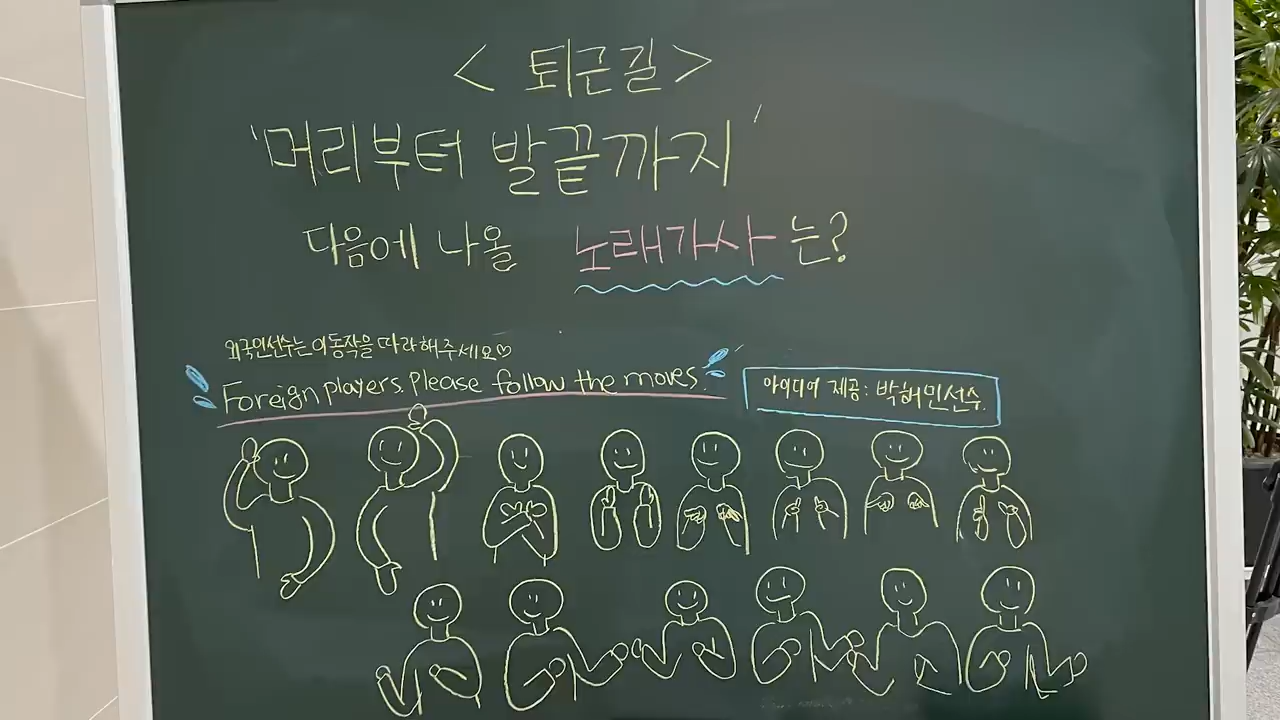 < 퇴근길 >
'머리부터 발끝까지'
다음에 나올 노래가사는?
외국인선수는 이 동작을 따라해주세요♡
Foreign players. Please follow the moves.
아이디어 제공: 박해민선수.